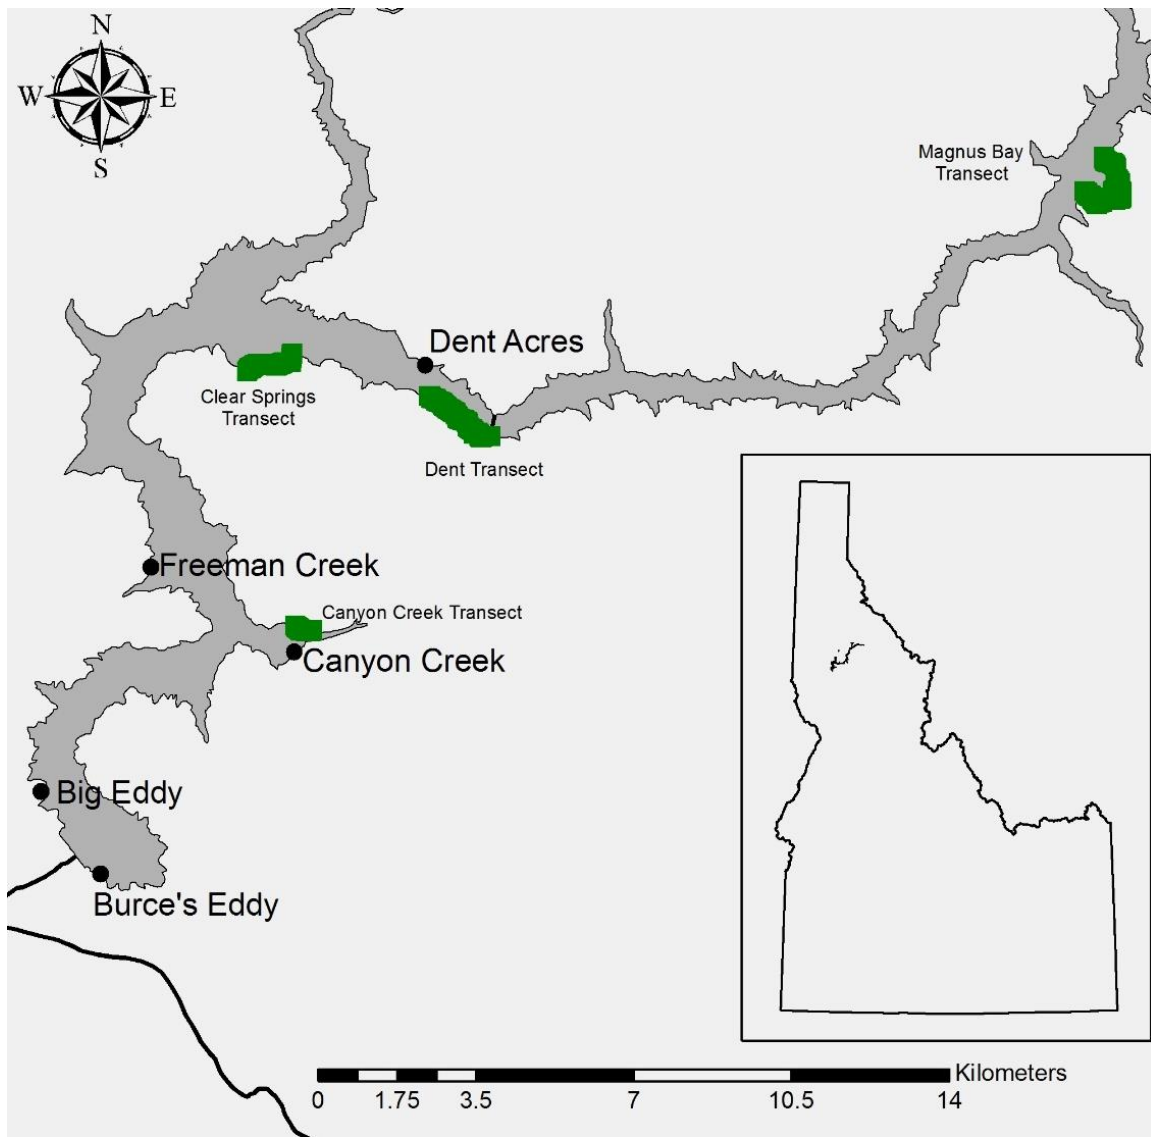 N
W
E
S
Magnus Bay
Transect
Dent Acres
Clear Springs
Transect
Dent Transect
Freeman Creek
Canyon Creek Transect
Canyon Creek
Big Eddy
Burce's Eddy
Kilometers
0 1.75 3.5 7 10.5 14